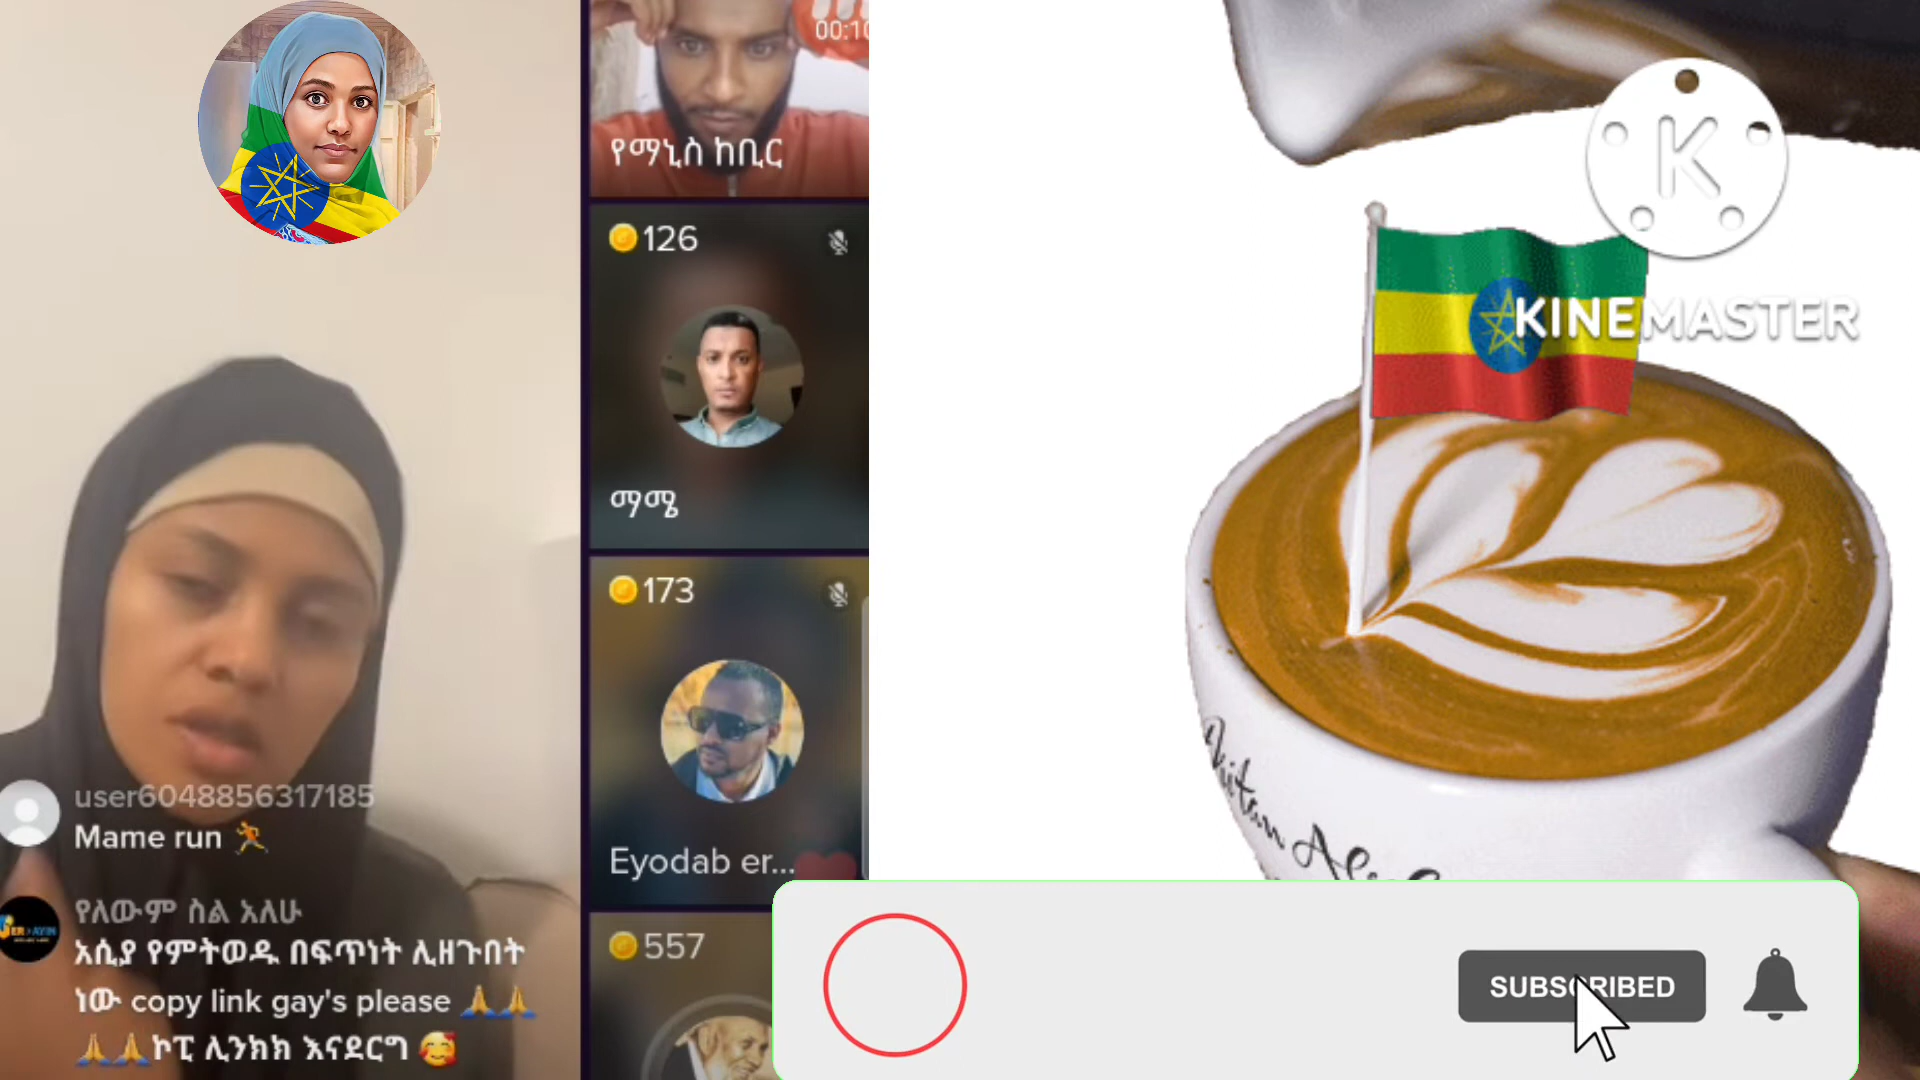 00:10
የማኒስ ከቢር
126
ማሜ
173
Eyodab er...
557
user6048856317185
Mame run 🏃
የለውም ስል አለሁ
አሲያ የምትወዱ በፍጥነት ሊዘጉበት
ነው copy link gay's please 🙏🙏
🙏🙏ኮፒ ሊንክክ እናደርግ 🥰
K
KINEMASTER
SUBSCRIBED